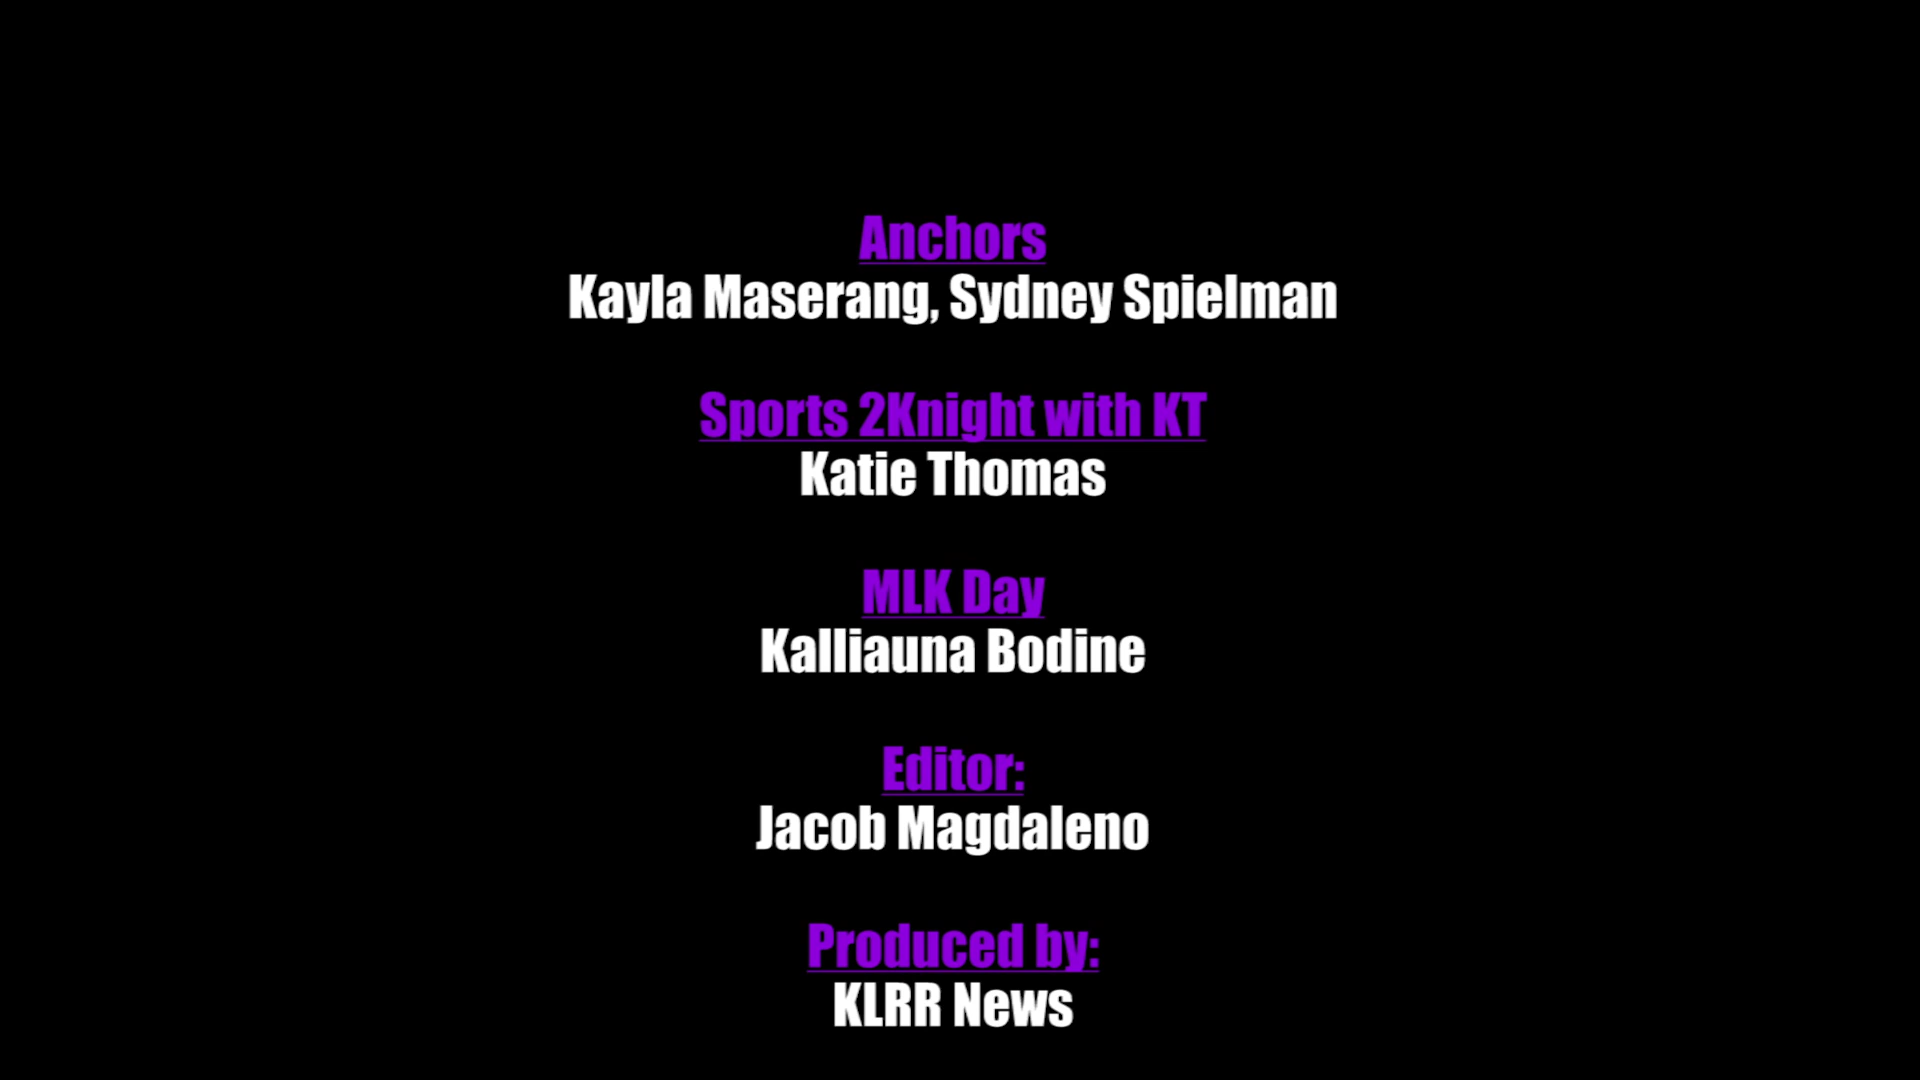 Anchors
Kayla Maserang, Sydney Spielman
Sports 2Knight with KT
Katie Thomas
MLK Day
Kalliauna Bodine
Editor:
Jacob Magdaleno
Produced by:
KLRR News